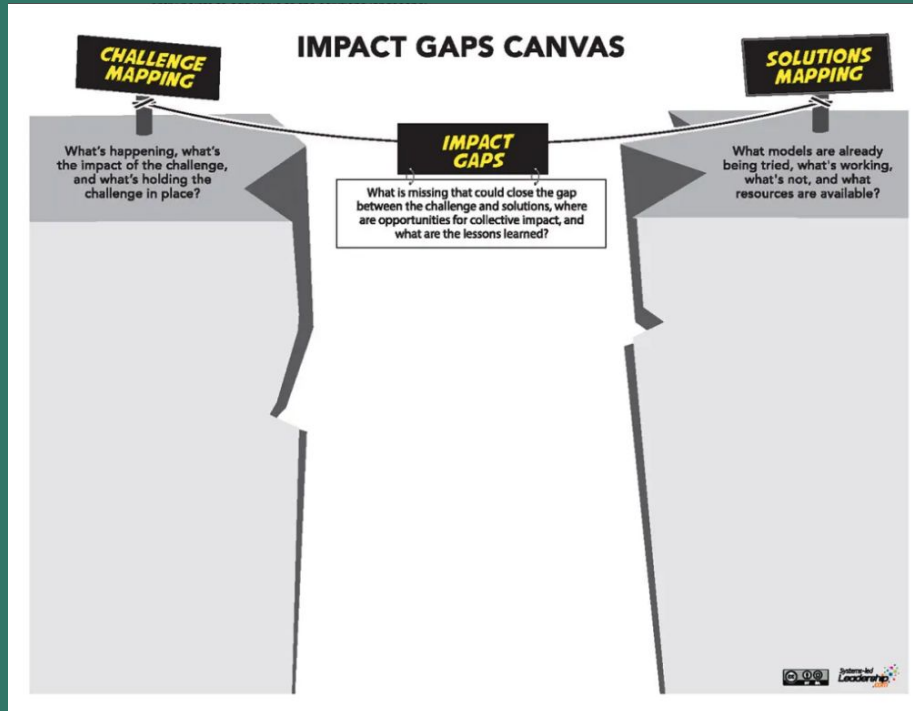 IMPACT GAPS CANVAS
CHALLENGE
MAPPING
What's happening, what's
the impact of the challenge,
and what's holding the
challenge in place?
IMPACT
GAPS
What is missing that could close the gap
between the challenge and solutions, where
are opportunities for collective impact, and
what are the lessons learned?
SOLUTIONS
MAPPING
What models are already
being tried, what's working,
what's not, and what
resources are available?
Systems-led
Leadership
.com